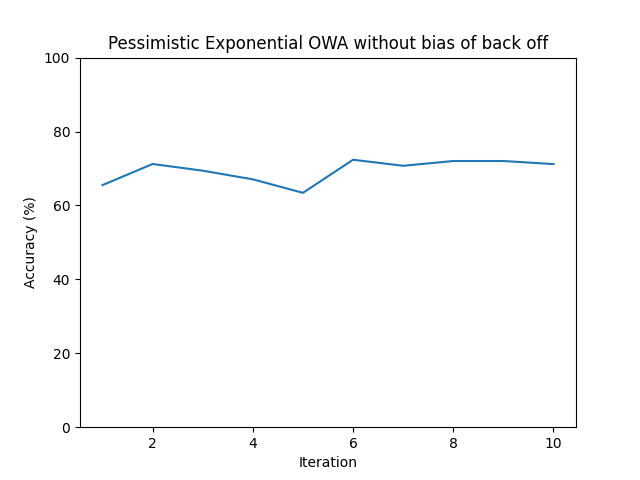 Pessimistic Exponential OWA without bias of back off
100
80
60
40
20
0
Accuracy (%)
2 4 6 8 10
Iteration